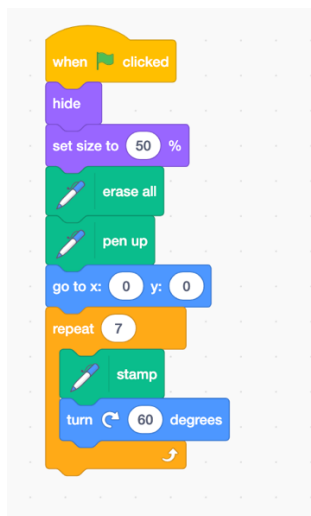 when clicked
hide
set size to 50 %
erase all
pen up
go to x: 0 y: 0
repeat 7
stamp
turn 60 degrees